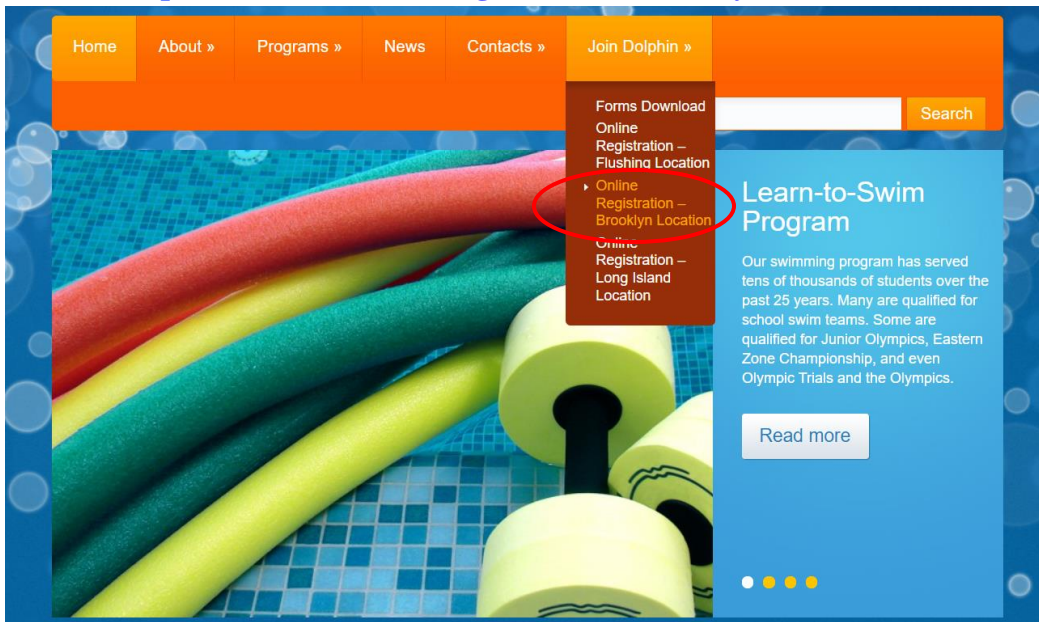 Home About » Programs » News Contacts » Join Dolphin »
Search
Forms Download
Online
Registration –
Flushing Location
Online
Registration –
Brooklyn Location
Online
Registration –
Long Island
Location
Learn-to-Swim
Program
Our swimming program has served
tens of thousands of students over the
past 25 years. Many are qualified for
school swim teams. Some are
qualified for Junior Olympics, Eastern
Zone Championship, and even
Olympic Trials and the Olympics.
Read more